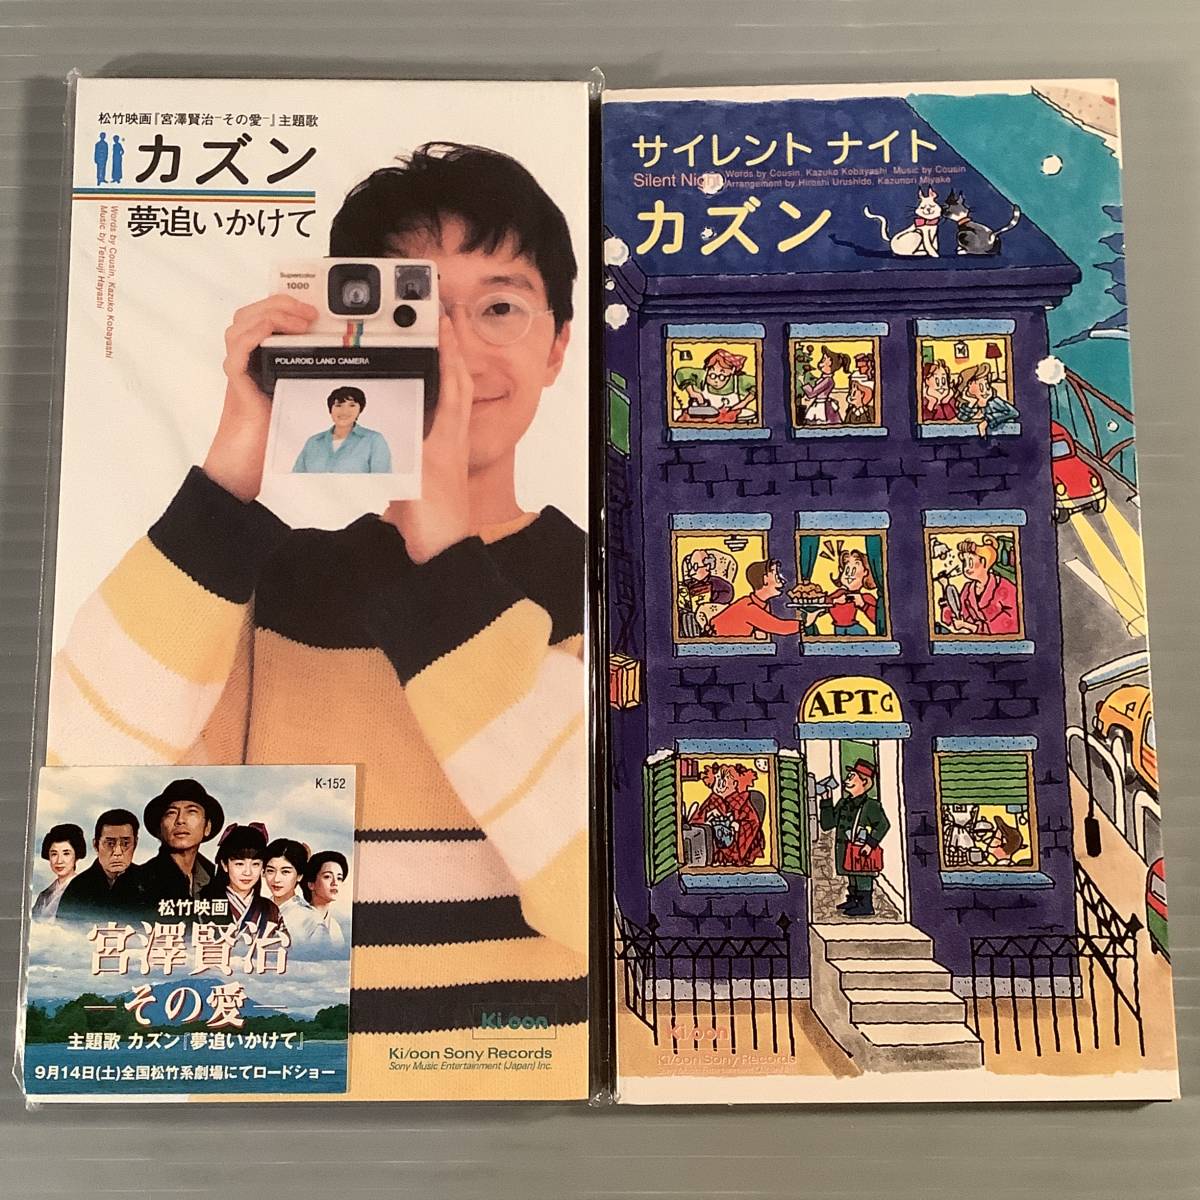 松竹映画『宮澤賢治―その愛―』主題歌
カズン
夢追いかけて
Words by Cousin, Kazuko Kobayashi
Music by Tetsuji Hayashi
Supercolor
1000
POLAROID LAND CAMERA
K-152
松竹映画
宮澤賢治
―その愛―
主題歌 カズン『夢追いかけて』
9月14日(土)全国松竹系劇場にてロードショー
Ki/oon
Ki/oon Sony Records
Sony Music Entertainment (Japan) Inc.
サイレント ナイト
Silent Night
Words by Cousin, Kazuko Kobayashi Music by Cousin
Arrangement by Hiroshi Urushido, Kazunori Miyake
カズン
APT.G
MAIL
Ki/oon
Ki/oon Sony Records
Sony Music Entertainment (Japan) Inc.